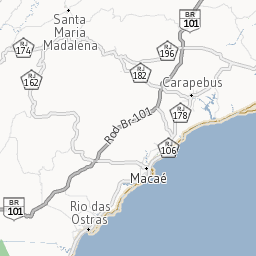 BR
101
Santa
Maria
Madalena
RJ
174
RJ
196
RJ
182
RJ
162
Carapebus
Rod. Br-101
RJ
178
RJ
106
Macaé
BR
101
Rio das
Ostras